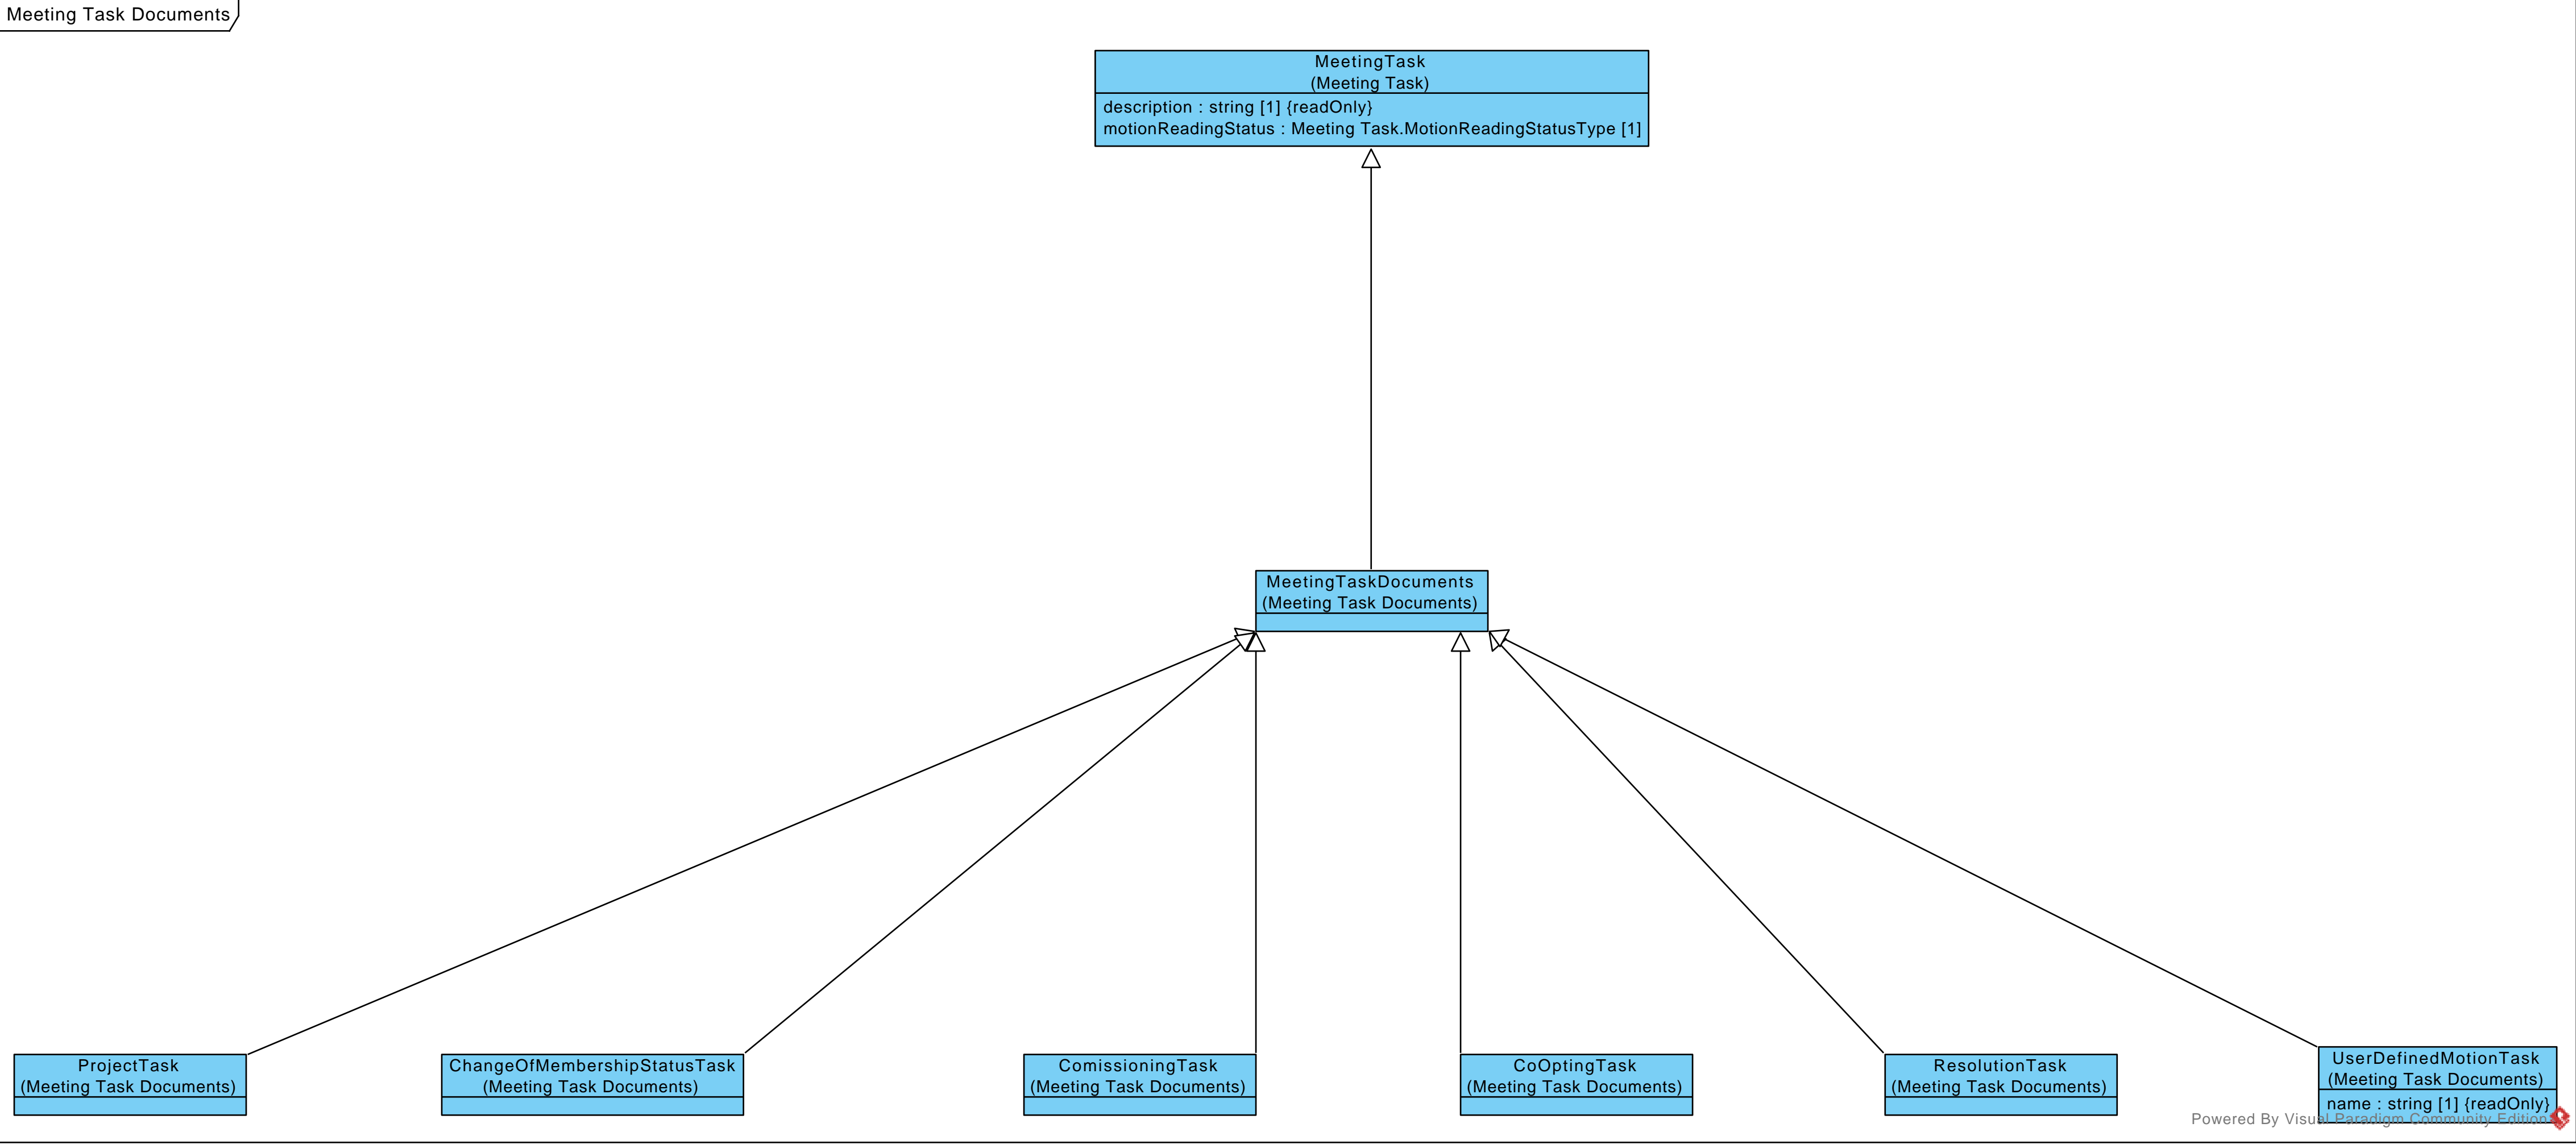 Meeting Task Documents
MeetingTask
(Meeting Task)
description : string [1] {readOnly}
motionReadingStatus : Meeting Task.MotionReadingStatusType [1]
MeetingTaskDocuments
(Meeting Task Documents)
ProjectTask
(Meeting Task Documents)
ChangeOfMembershipStatusTask
(Meeting Task Documents)
ComissioningTask
(Meeting Task Documents)
CoOptingTask
(Meeting Task Documents)
ResolutionTask
(Meeting Task Documents)
UserDefinedMotionTask
(Meeting Task Documents)
name : string [1] {readOnly}
Powered By Visual Paradigm Community Edition